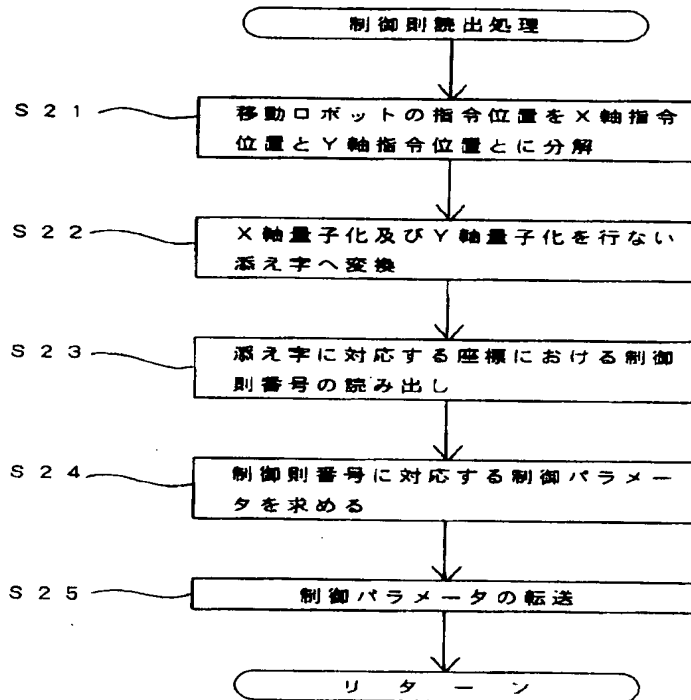 制御則読出処理
S21
移動ロボットの指令位置をX軸指令
位置とY軸指令位置とに分解
S22
X軸量子化及びY軸量子化を行ない
添え字へ変換
S23
添え字に対応する座標における制御
則番号の読み出し
S24
制御則番号に対応する制御パラメー
タを求める
S25
制御パラメータの転送
リターン